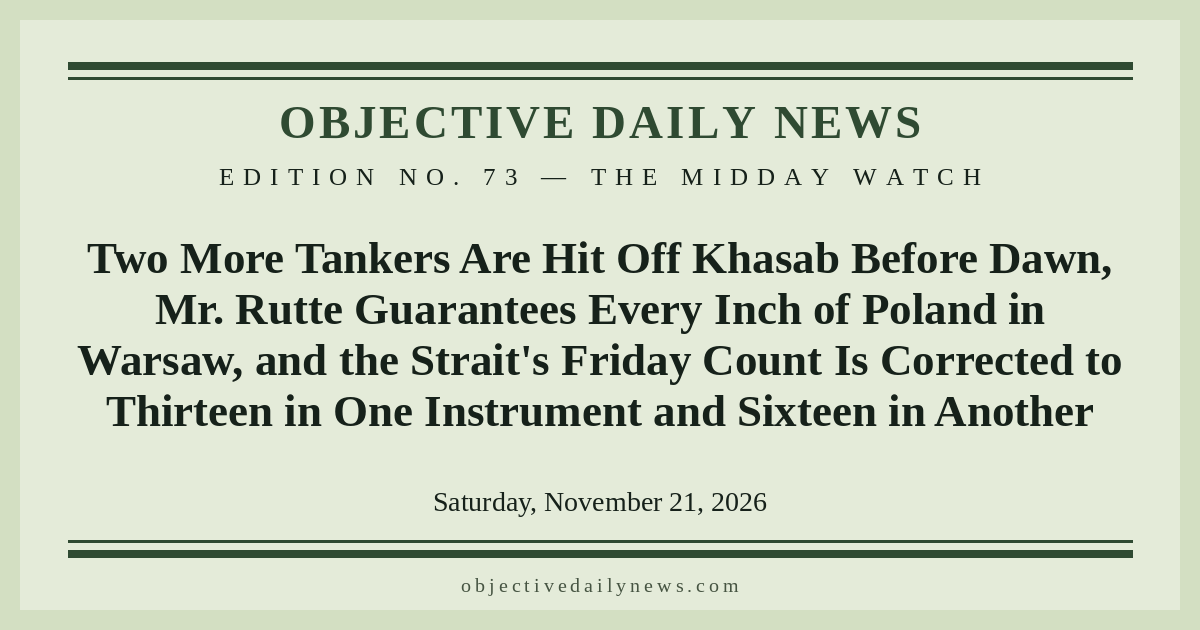 OBJECTIVE DAILY NEWS
EDITION NO. 73 — THE MIDDAY WATCH
Two More Tankers Are Hit Off Khasab Before Dawn,
Mr. Rutte Guarantees Every Inch of Poland in
Warsaw, and the Strait's Friday Count Is Corrected to
Thirteen in One Instrument and Sixteen in Another
Saturday, November 21, 2026
objectivedailynews.com